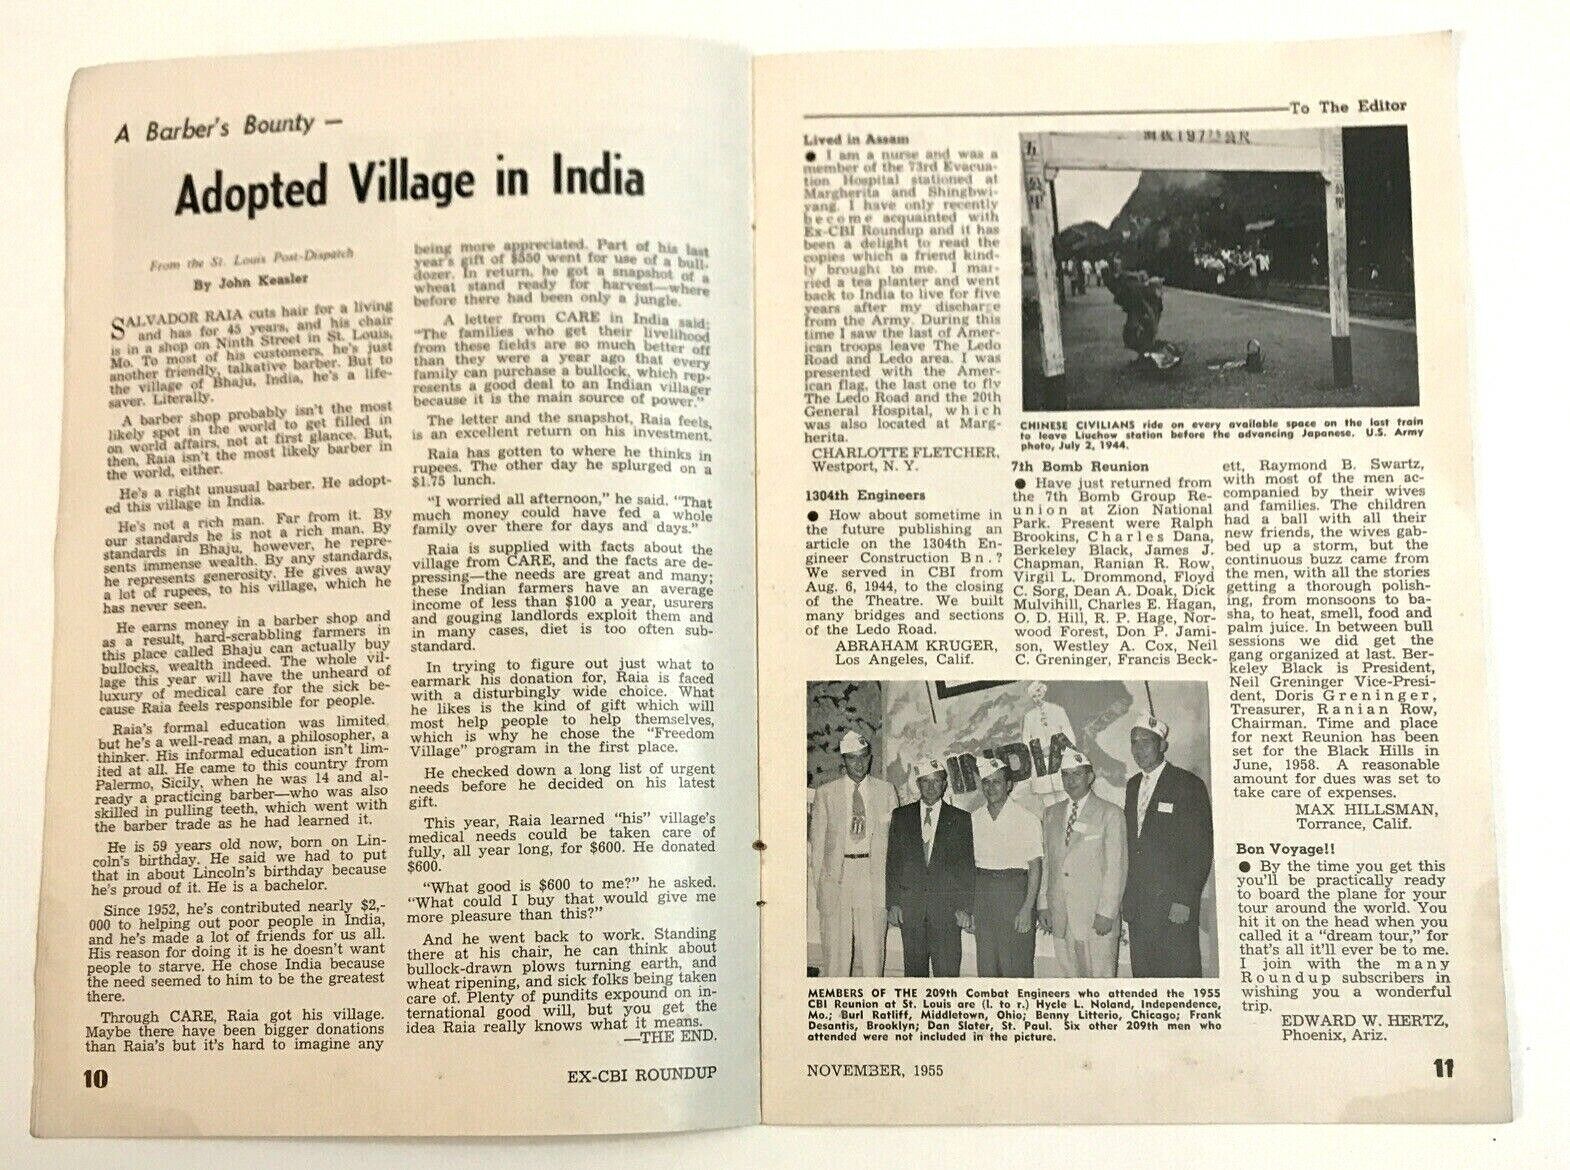 A Barber's Bounty —
Adopted Village in India
From the St. Louis Post-Dispatch
By John Keasler
SALVADOR RAIA cuts hair for a living
and has for 45 years, and his chair
is in a shop on Ninth Street in St. Louis,
Mo. To most of his customers, he's just
another friendly, talkative barber. But to
the village of Bhaju, India, he's a life-
saver. Literally.
A barber shop probably isn't the most
likely spot in the world to get filled in
on world affairs, not at first glance. But,
then, Raia isn't the most likely barber in
the world, either.
He's a right unusual barber. He adopt-
ed this village in India.
He's not a rich man. Far from it. By
our standards he is not a rich man. By
standards in Bhaju, however, he repre-
sents immense wealth. By any standards,
he represents generosity. He gives away
a lot of rupees, to his village, which he
has never seen.
He earns money in a barber shop and
as a result, hard-scrabbling farmers in
this place called Bhaju can actually buy
bullocks, wealth indeed. The whole vil-
lage this year will have the unheard of
luxury of medical care for the sick be-
cause Raia feels responsible for people.
Raia's formal education was limited,
but he's a well-read man, a philosopher, a
thinker. His informal education isn't lim-
ited at all. He came to this country from
Palermo, Sicily, when he was 14 and al-
ready a practicing barber—who was also
skilled in pulling teeth, which went with
the barber trade as he had learned it.
He is 59 years old now, born on Lin-
coln's birthday. He said we had to put
that in about Lincoln's birthday because
he's proud of it. He is a bachelor.
Since 1952, he's contributed nearly $2,-
000 to helping out poor people in India,
and he's made a lot of friends for us all.
His reason for doing it is he doesn't want
people to starve. He chose India because
the need seemed to him to be the greatest
there.
Through CARE, Raia got his village.
Maybe there have been bigger donations
than Raia's but it's hard to imagine any
being more appreciated. Part of his last
year's gift of $550 went for use of a bull-
dozer. In return, he got a snapshot of a
wheat stand ready for harvest—where
before there had been only a jungle.
A letter from CARE in India said:
"The families who get their livelihood
from these fields are so much better off
than they were a year ago that every
family can purchase a bullock, which rep-
resents a good deal to an Indian villager
because it is the main source of power."
The letter and the snapshot, Raia feels,
is an excellent return on his investment.
Raia has gotten to where he thinks in
rupees. The other day he splurged on a
$1.75 lunch.
"I worried all afternoon," he said. "That
much money could have fed a whole
family over there for days and days."
Raia is supplied with facts about the
village from CARE, and the facts are de-
pressing—the needs are great and many;
these Indian farmers have an average
income of less than $100 a year, usurers
and gouging landlords exploit them and
in many cases, diet is too often sub-
standard.
In trying to figure out just what to
earmark his donation for, Raia is faced
with a disturbingly wide choice. What
he likes is the kind of gift which will
most help people to help themselves,
which is why he chose the "Freedom
Village" program in the first place.
He checked down a long list of urgent
needs before he decided on his latest
gift.
This year, Raia learned "his" village's
medical needs could be taken care of
fully, all year long, for $600. He donated
$600.
"What good is $600 to me?" he asked.
"What could I buy that would give me
more pleasure than this?"
And he went back to work. Standing
there at his chair, he can think about
bullock-drawn plows turning earth, and
wheat ripening, and sick folks being taken
care of. Plenty of pundits expound on in-
ternational good will, but you get the
idea Raia really knows what it means.
—THE END.
10
EX-CBI ROUNDUP
To The Editor
Lived in Assam
● I am a nurse and was a
member of the 73rd Evacua-
tion Hospital stationed at
Margherita and Shingbwi-
yang. I have only recently
become acquainted with
Ex-CBI Roundup and it has
been a delight to read the
copies which a friend kind-
ly brought to me. I mar-
ried a tea planter and went
back to India to live for five
years after my discharge
from the Army. During this
time I saw the last of Amer-
ican troops leave The Ledo
Road and Ledo area. I was
presented with the Amer-
ican flag, the last one to fly
The Ledo Road and the 20th
General Hospital, which
was also located at Marg-
herita.
CHARLOTTE FLETCHER,
Westport, N. Y.
1304th Engineers
● How about sometime in
the future publishing an
article on the 1304th En-
gineer Construction Bn.?
We served in CBI from
Aug. 6, 1944, to the closing
of the Theatre. We built
many bridges and sections
of the Ledo Road.
ABRAHAM KRUGER,
Los Angeles, Calif.
CHINESE CIVILIANS ride on every available space on the last train
to leave Liuchow station before the advancing Japanese. U.S. Army
photo, July 2, 1944.
7th Bomb Reunion
● Have just returned from
the 7th Bomb Group Re-
union at Zion National
Park. Present were Ralph
Brookins, Charles Dana,
Berkeley Black, James J.
Chapman, Ranian R. Row,
Virgil L. Drommond, Floyd
C. Sorg, Dean A. Doak, Dick
Mulvihill, Charles E. Hagan,
O. D. Hill, R. P. Hage, Nor-
wood Forest, Don P. Jami-
son, Westley A. Cox, Neil
C. Greninger, Francis Beck-
ett, Raymond B. Swartz,
with most of the men ac-
companied by their wives
and families. The children
had a ball with all their
new friends, the wives gab-
bed up a storm, but the
continuous buzz came from
the men, with all the stories
getting a thorough polish-
ing, from monsoons to ba-
sha, to heat, smell, food and
palm juice. In between bull
sessions we did get the
gang organized at last. Ber-
keley Black is President,
Neil Greninger Vice-Presi-
dent, Doris Greninger,
Treasurer, Ranian Row,
Chairman. Time and place
for next Reunion has been
set for the Black Hills in
June, 1958. A reasonable
amount for dues was set to
take care of expenses.
MAX HILLSMAN,
Torrance, Calif.
Bon Voyage!!
● By the time you get this
you'll be practically ready
to board the plane for your
tour around the world. You
hit it on the head when you
called it a "dream tour," for
that's all it'll ever be to me.
I join with the many
Roundup subscribers in
wishing you a wonderful
trip.
EDWARD W. HERTZ,
Phoenix, Ariz.
INDIA
MEMBERS OF THE 209th Combat Engineers who attended the 1955
CBI Reunion at St. Louis are (l. to r.) Hycle L. Noland, Independence,
Mo.; Burl Ratliff, Middletown, Ohio; Benny Litterio, Chicago; Frank
Desantis, Brooklyn; Dan Slater, St. Paul. Six other 209th men who
attended were not included in the picture.
NOVEMBER, 1955
11